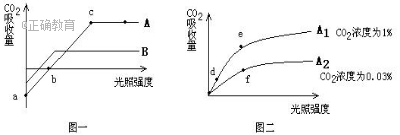 CO2
吸收量
@正确教育
c
A
B
a
b
光照强度
图一
CO2
吸收量
e
A1
CO2浓度为1%
d
f
A2
CO2浓度为0.03%
光照强度
图二